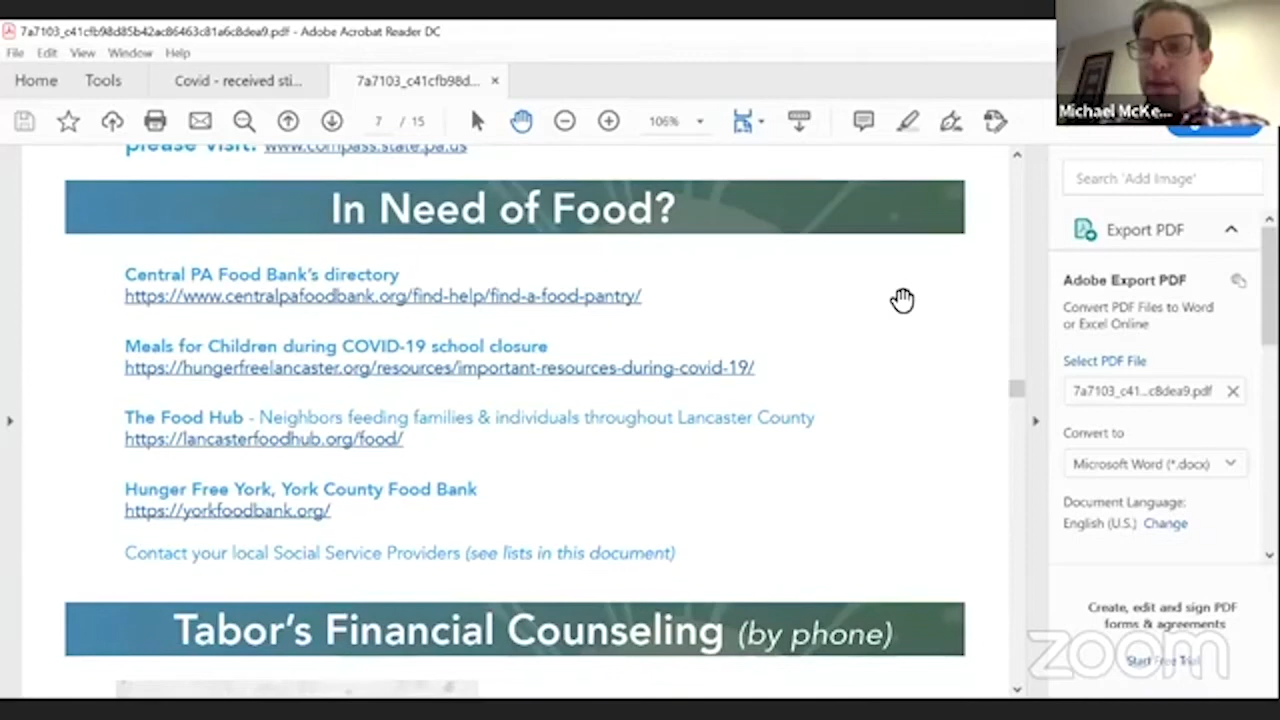 7a7103_c41cfb98d85b42ac86463c81a6c8dea9.pdf - Adobe Acrobat Reader DC
File Edit View Window Help
Home Tools Covid - received sti... 7a7103_c41cfb98d... ×
7 / 15 106%
Michael McKe...
please visit: www.compass.state.pa.us
In Need of Food?
Central PA Food Bank's directory
https://www.centralpafoodbank.org/find-help/find-a-food-pantry/
Meals for Children during COVID-19 school closure
https://hungerfreelancaster.org/resources/important-resources-during-covid-19/
The Food Hub - Neighbors feeding families & individuals throughout Lancaster County
https://lancasterfoodhub.org/food/
Hunger Free York, York County Food Bank
https://yorkfoodbank.org/
Contact your local Social Service Providers (see lists in this document)
Tabor's Financial Counseling (by phone)
Search 'Add Image'
Export PDF
Adobe Export PDF
Convert PDF Files to Word
or Excel Online
Select PDF File
7a7103_c41...c8dea9.pdf
Convert to
Microsoft Word (*.docx)
Document Language:
English (U.S.) Change
Create, edit and sign PDF
forms & agreements
Start Free Trial
zoom